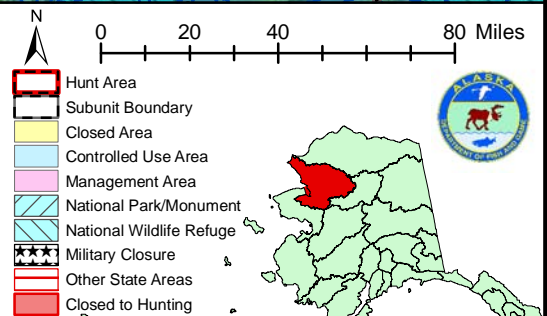 N
0 20 40 80 Miles
Hunt Area
Subunit Boundary
Closed Area
Controlled Use Area
Management Area
National Park/Monument
National Wildlife Refuge
Military Closure
Other State Areas
Closed to Hunting
ALASKA
DEPARTMENT OF FISH AND GAME